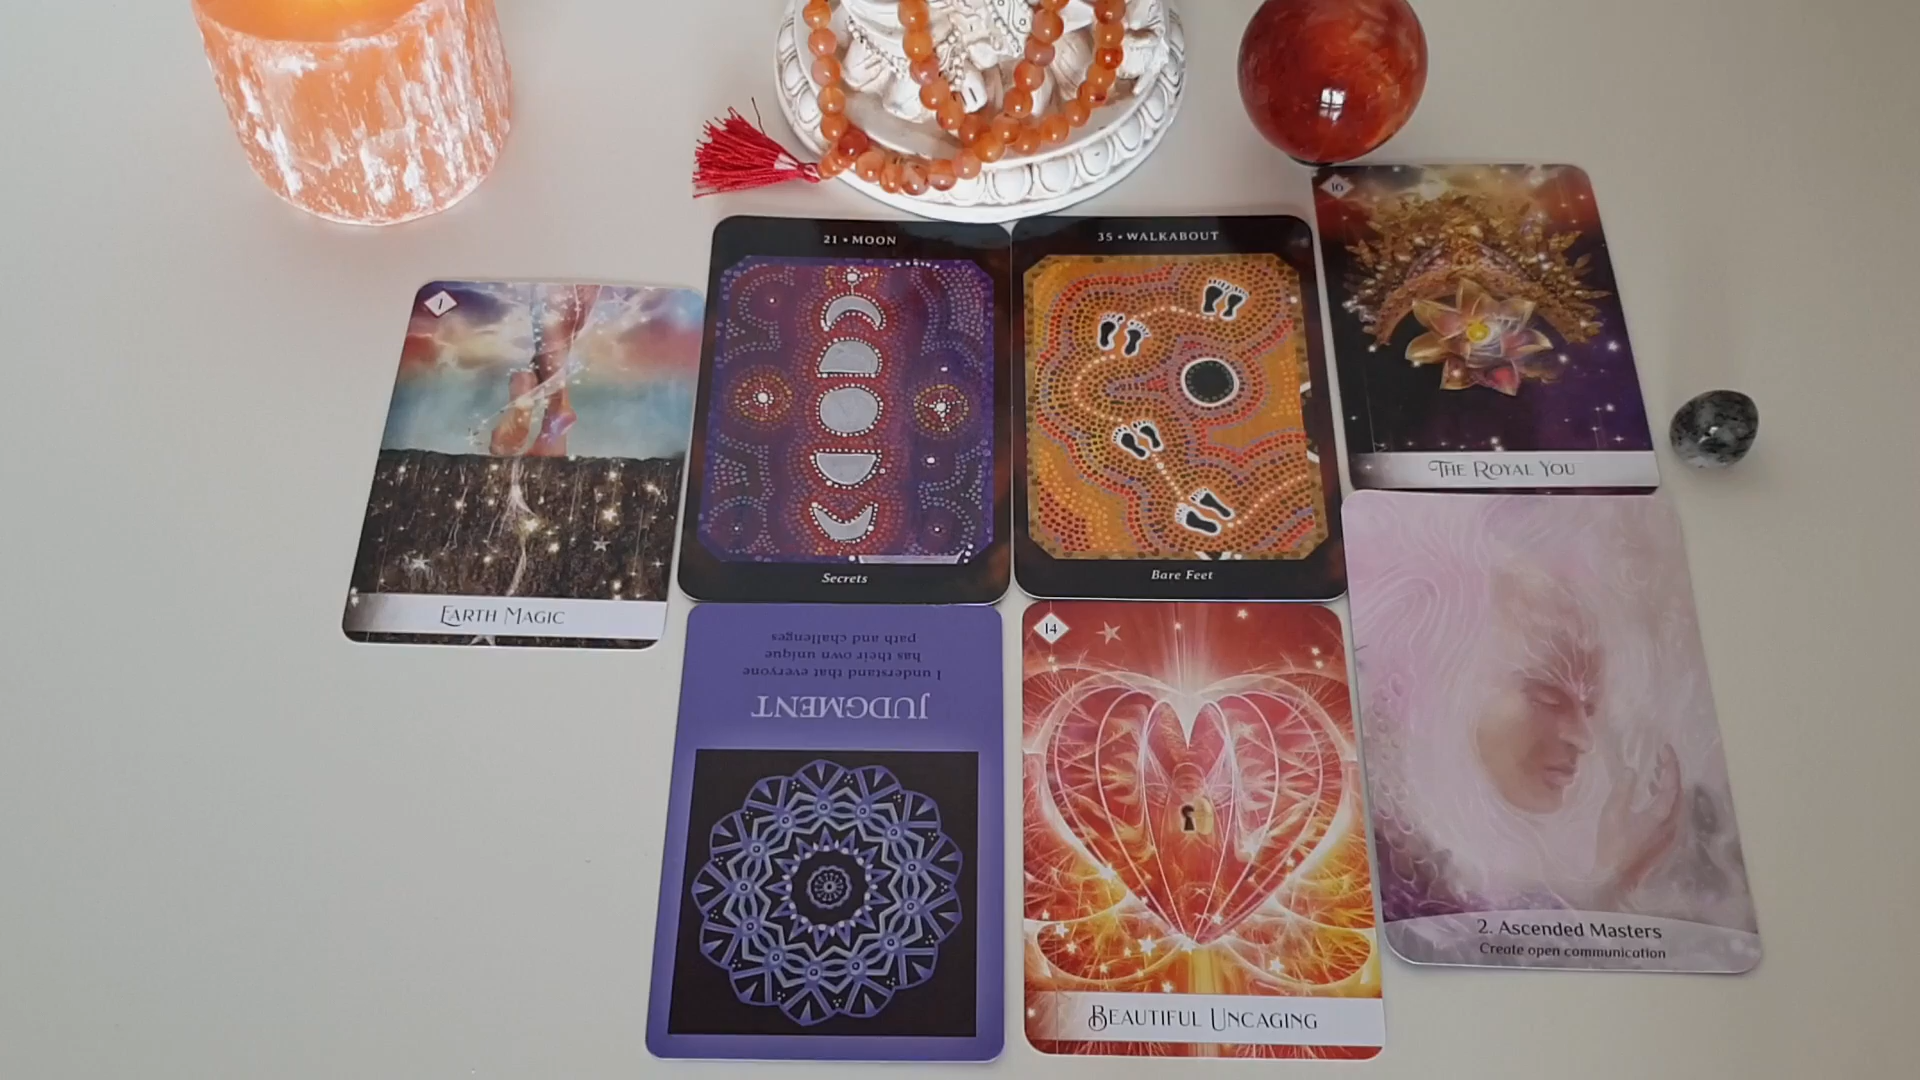 1
EARTH MAGIC
21 • MOON
Secrets
35 • WALKABOUT
Bare Feet
16
THE ROYAL YOU
JUDGMENT
I understand that everyone
has their own unique
path and challenges
14
BEAUTIFUL UNCAGING
2. Ascended Masters
Create open communication